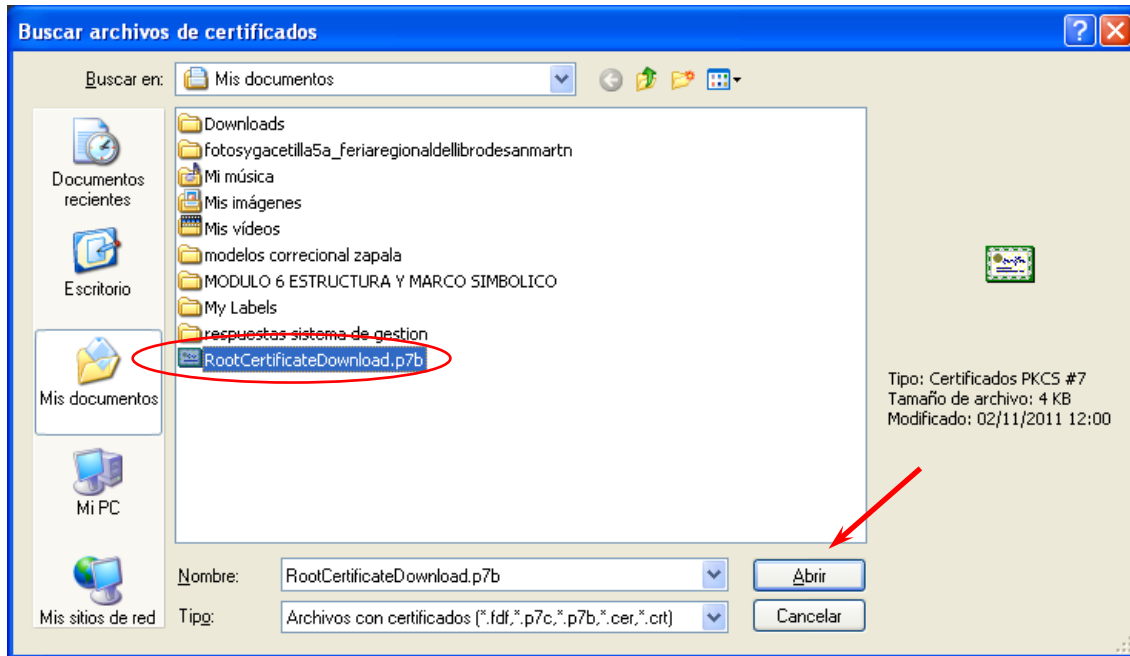 Buscar archivos de certificados
Buscar en:
Mis documentos
Documentos
recientes
Escritorio
Mis documentos
Mi PC
Mis sitios de red
Downloads
fotosygacetilla5a_feriaregionaldellibrodesanmartn
Mi música
Mis imágenes
Mis vídeos
modelos correcional zapala
MODULO 6 ESTRUCTURA Y MARCO SIMBOLICO
My Labels
respuestas sistema de gestion
RootCertificateDownload.p7b
Tipo: Certificados PKCS #7
Tamaño de archivo: 4 KB
Modificado: 02/11/2011 12:00
Nombre:
RootCertificateDownload.p7b
Abrir
Tipo:
Archivos con certificados (*.fdf,*.p7c,*.p7b,*.cer,*.crt)
Cancelar